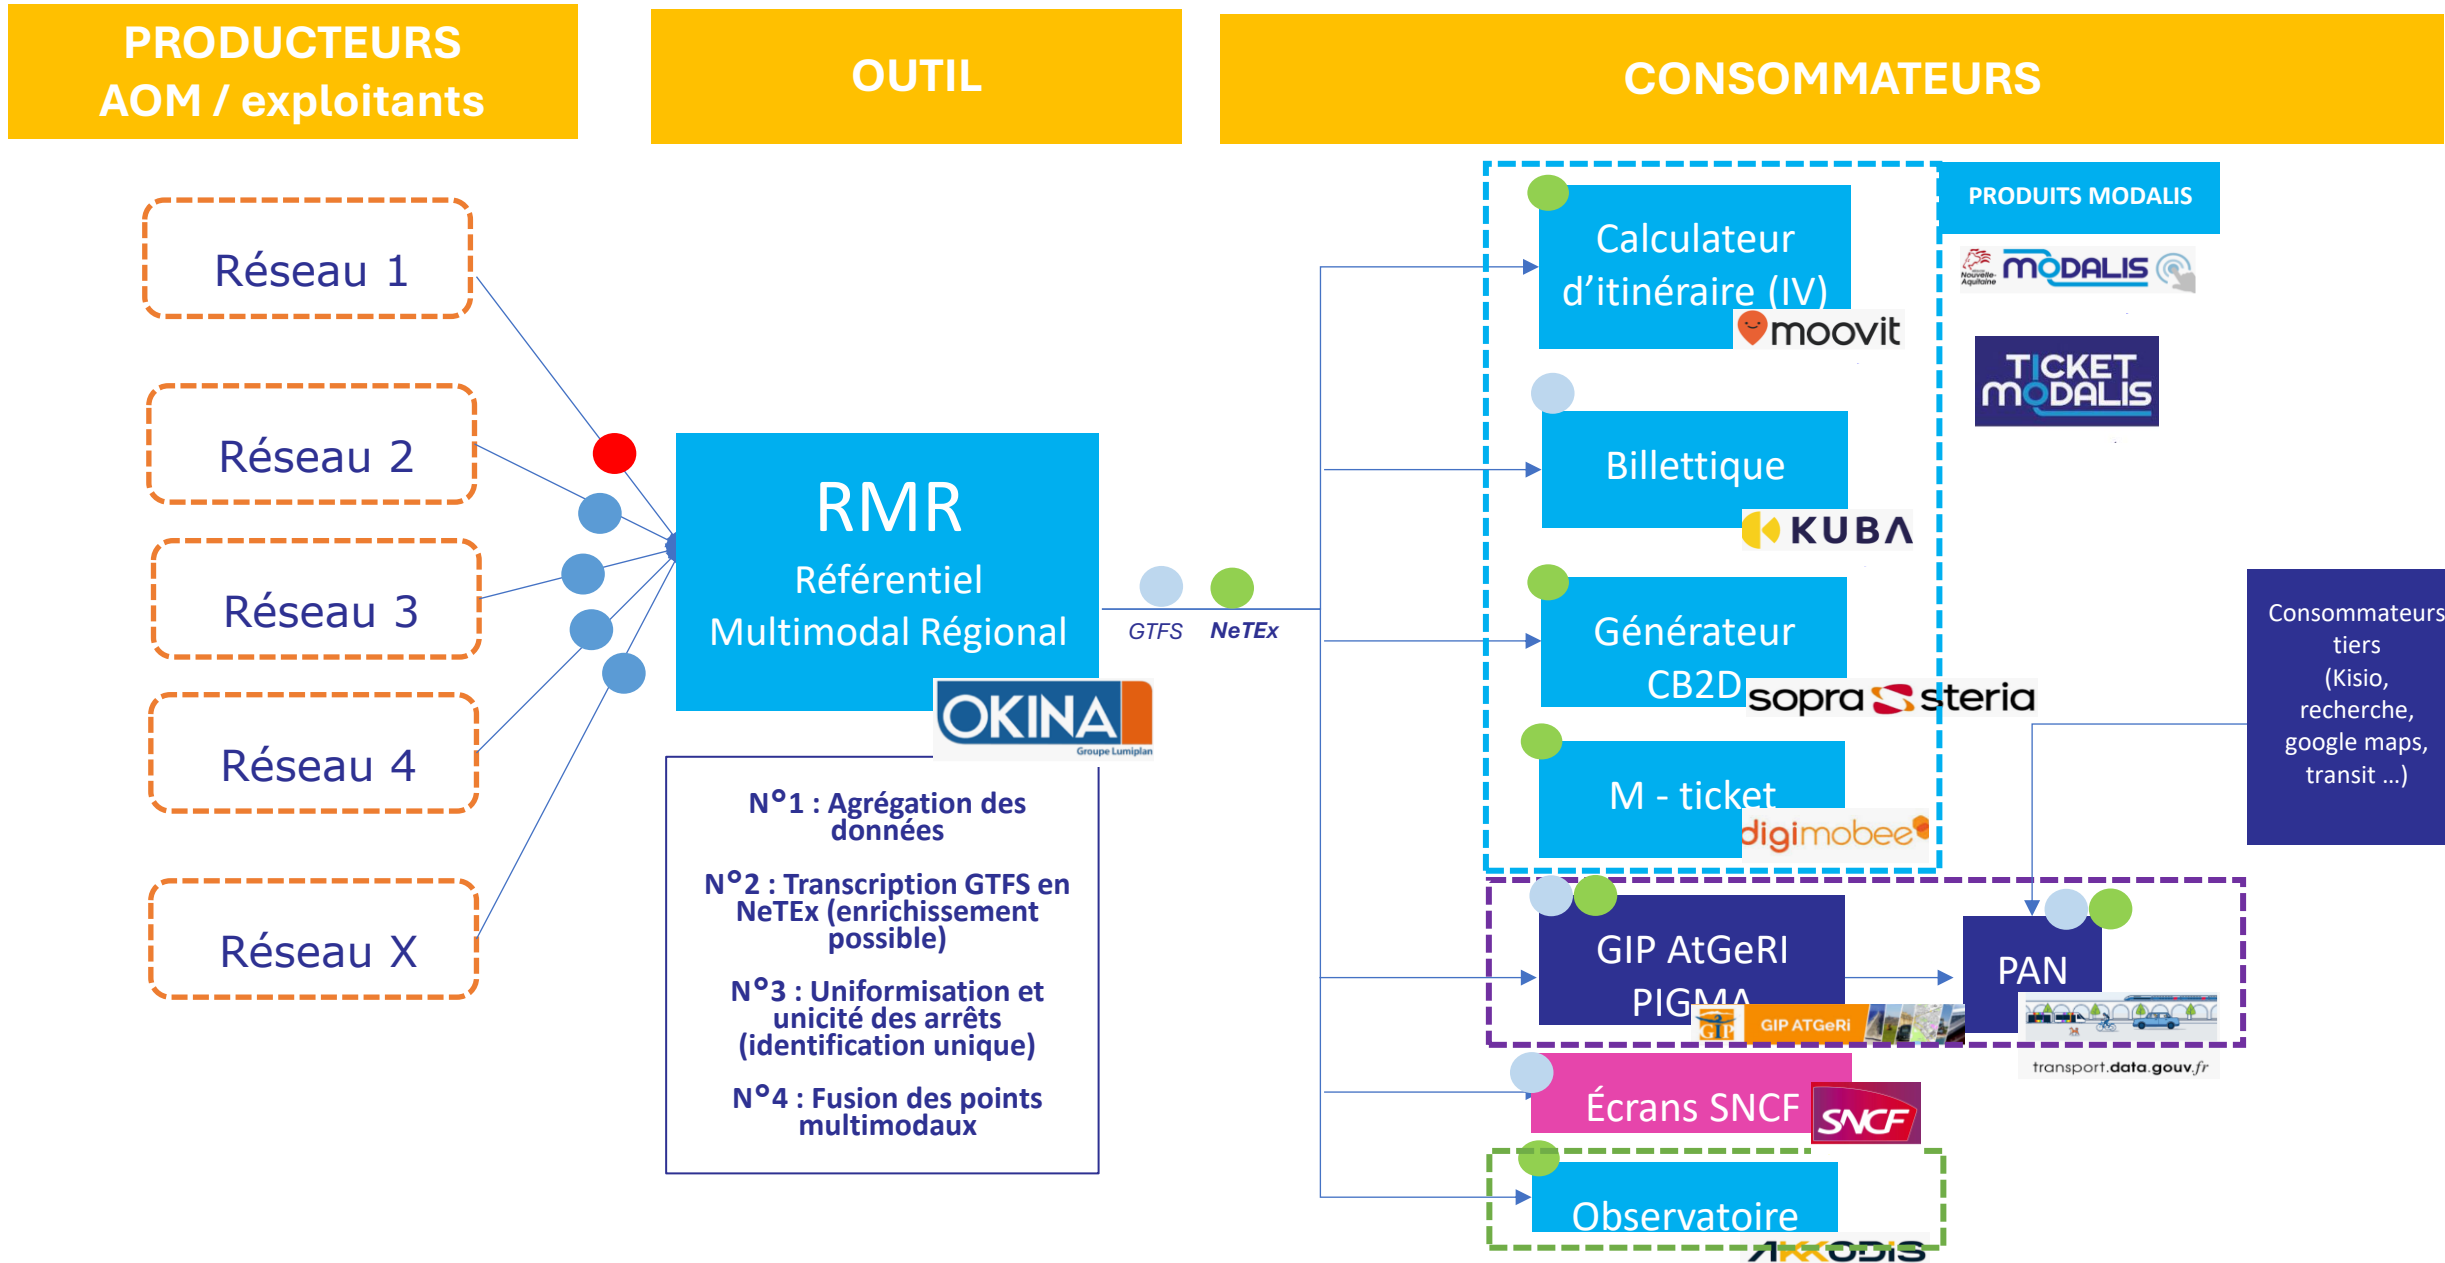 PRODUCTEURS
AOM / exploitants
OUTIL
CONSOMMATEURS
Réseau 1
Réseau 2
Réseau 3
Réseau 4
Réseau X
RMR
Référentiel
Multimodal Régional
OKINA
Groupe Lumiplan
N°1 : Agrégation des
données
N°2 : Transcription GTFS en
NeTEx (enrichissement
possible)
N°3 : Uniformisation et
unicité des arrêts
(identification unique)
N°4 : Fusion des points
multimodaux
GTFS
NeTEx
Calculateur
d'itinéraire (IV)
moovit
Billettique
KUBA
Générateur
CB2D
sopra steria
M - ticket
digimobee
GIP AtGeRI
PIGMA
GIP
GIP ATGeRi
PAN
transport.data.gouv.fr
Écrans SNCF
SNCF
Observatoire
AKKODIS
PRODUITS MODALIS
Nouvelle-
Aquitaine
MODALIS
TICKET
MODALIS
Consommateurs
tiers
(Kisio,
recherche,
google maps,
transit ...)